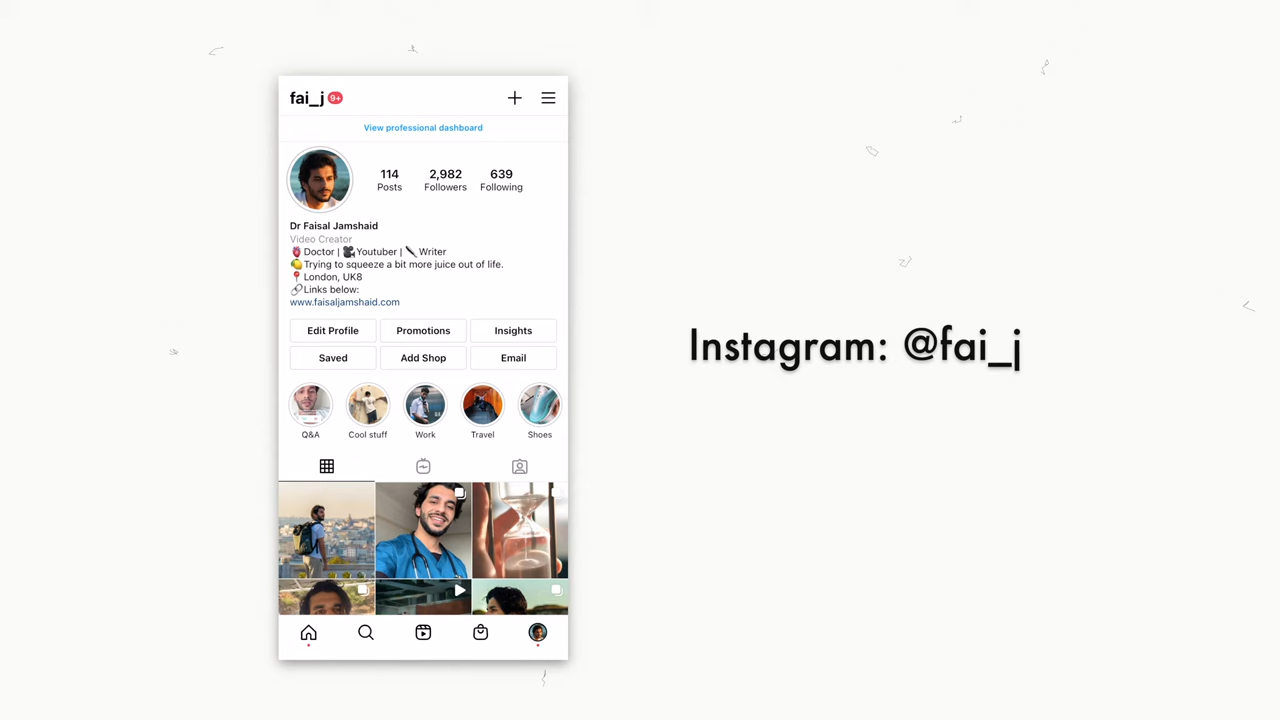 fai_j 9+
View professional dashboard
114 2,982 639
Posts Followers Following
Dr Faisal Jamshaid
Video Creator
🫀Doctor | 🎥Youtuber | 🔪Writer
🍋Trying to squeeze a bit more juice out of life.
📍London, UK8
🔗Links below:
www.faisaljamshaid.com
Edit Profile Promotions Insights
Saved Add Shop Email
Q&A Cool stuff Work Travel Shoes
Instagram: @fai_j